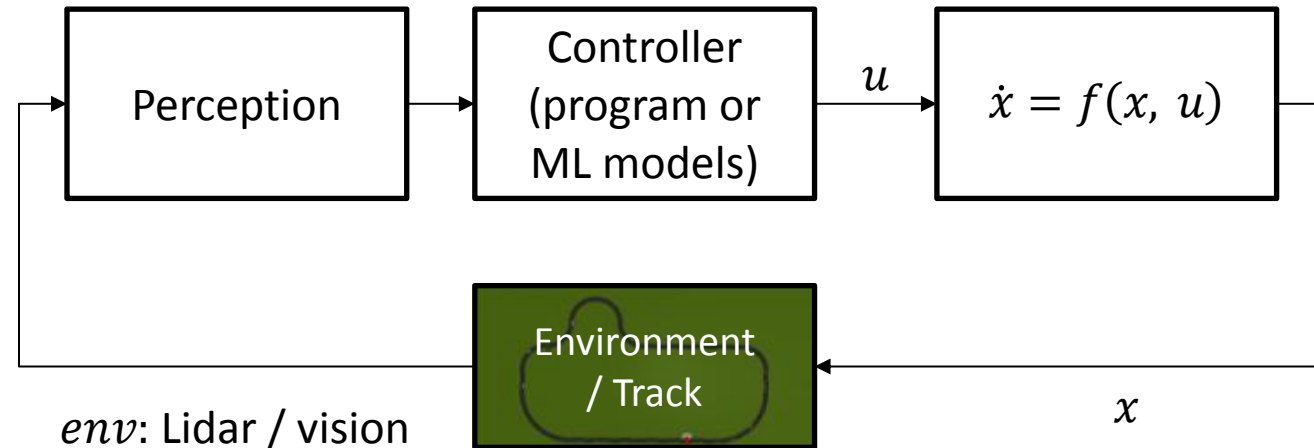 Perception
Controller
(program or
ML models)
𝑢
𝑥̇ = 𝑓(𝑥, 𝑢)
Environment
/ Track
𝑥
𝑒𝑛𝑣: Lidar / vision